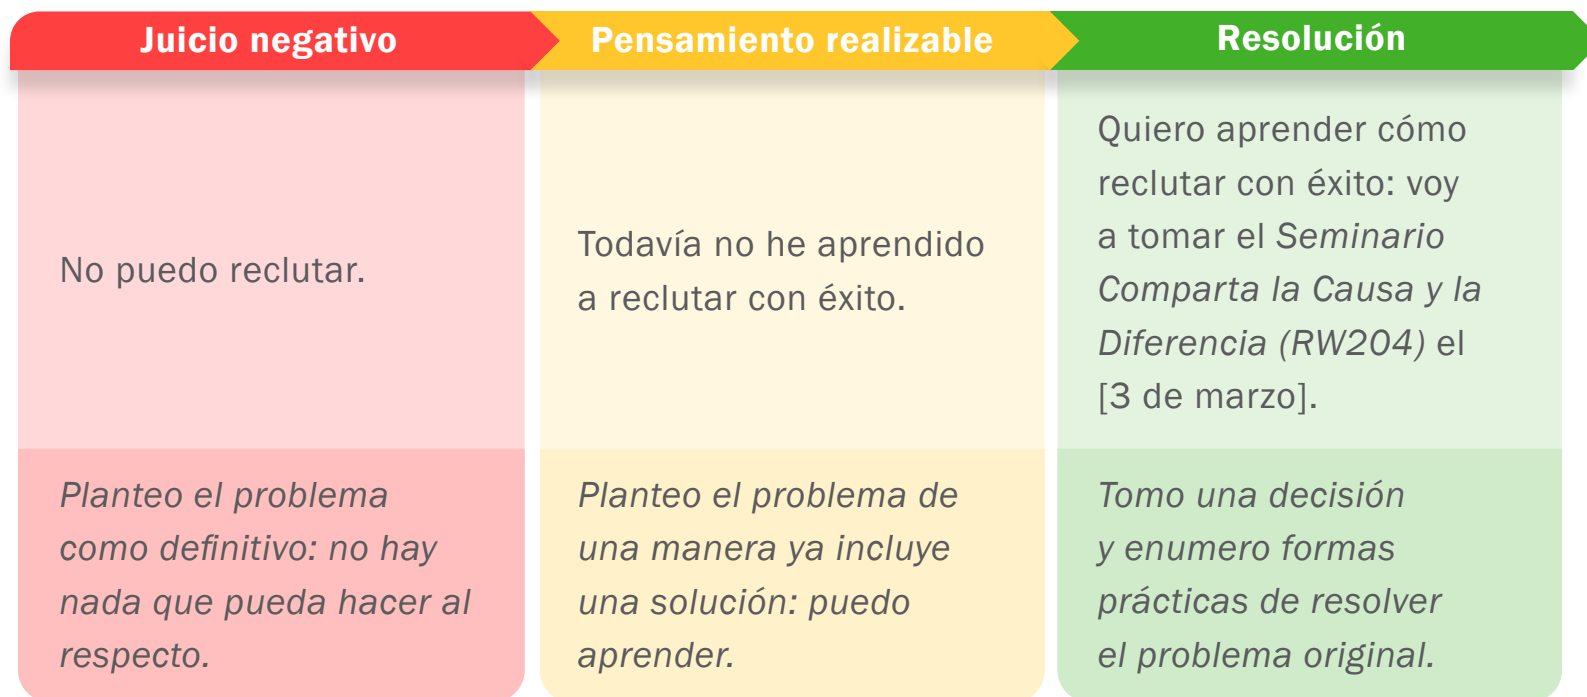 Juicio negativo
Pensamiento realizable
Resolución
No puedo reclutar.
Todavía no he aprendido
a reclutar con éxito.
Quiero aprender cómo
reclutar con éxito: voy
a tomar el Seminario
Comparta la Causa y la
Diferencia (RW204) el
[3 de marzo].
Planteo el problema
como definitivo: no hay
nada que pueda hacer al
respecto.
Planteo el problema de
una manera ya incluye
una solución: puedo
aprender.
Tomo una decisión
y enumero formas
prácticas de resolver
el problema original.